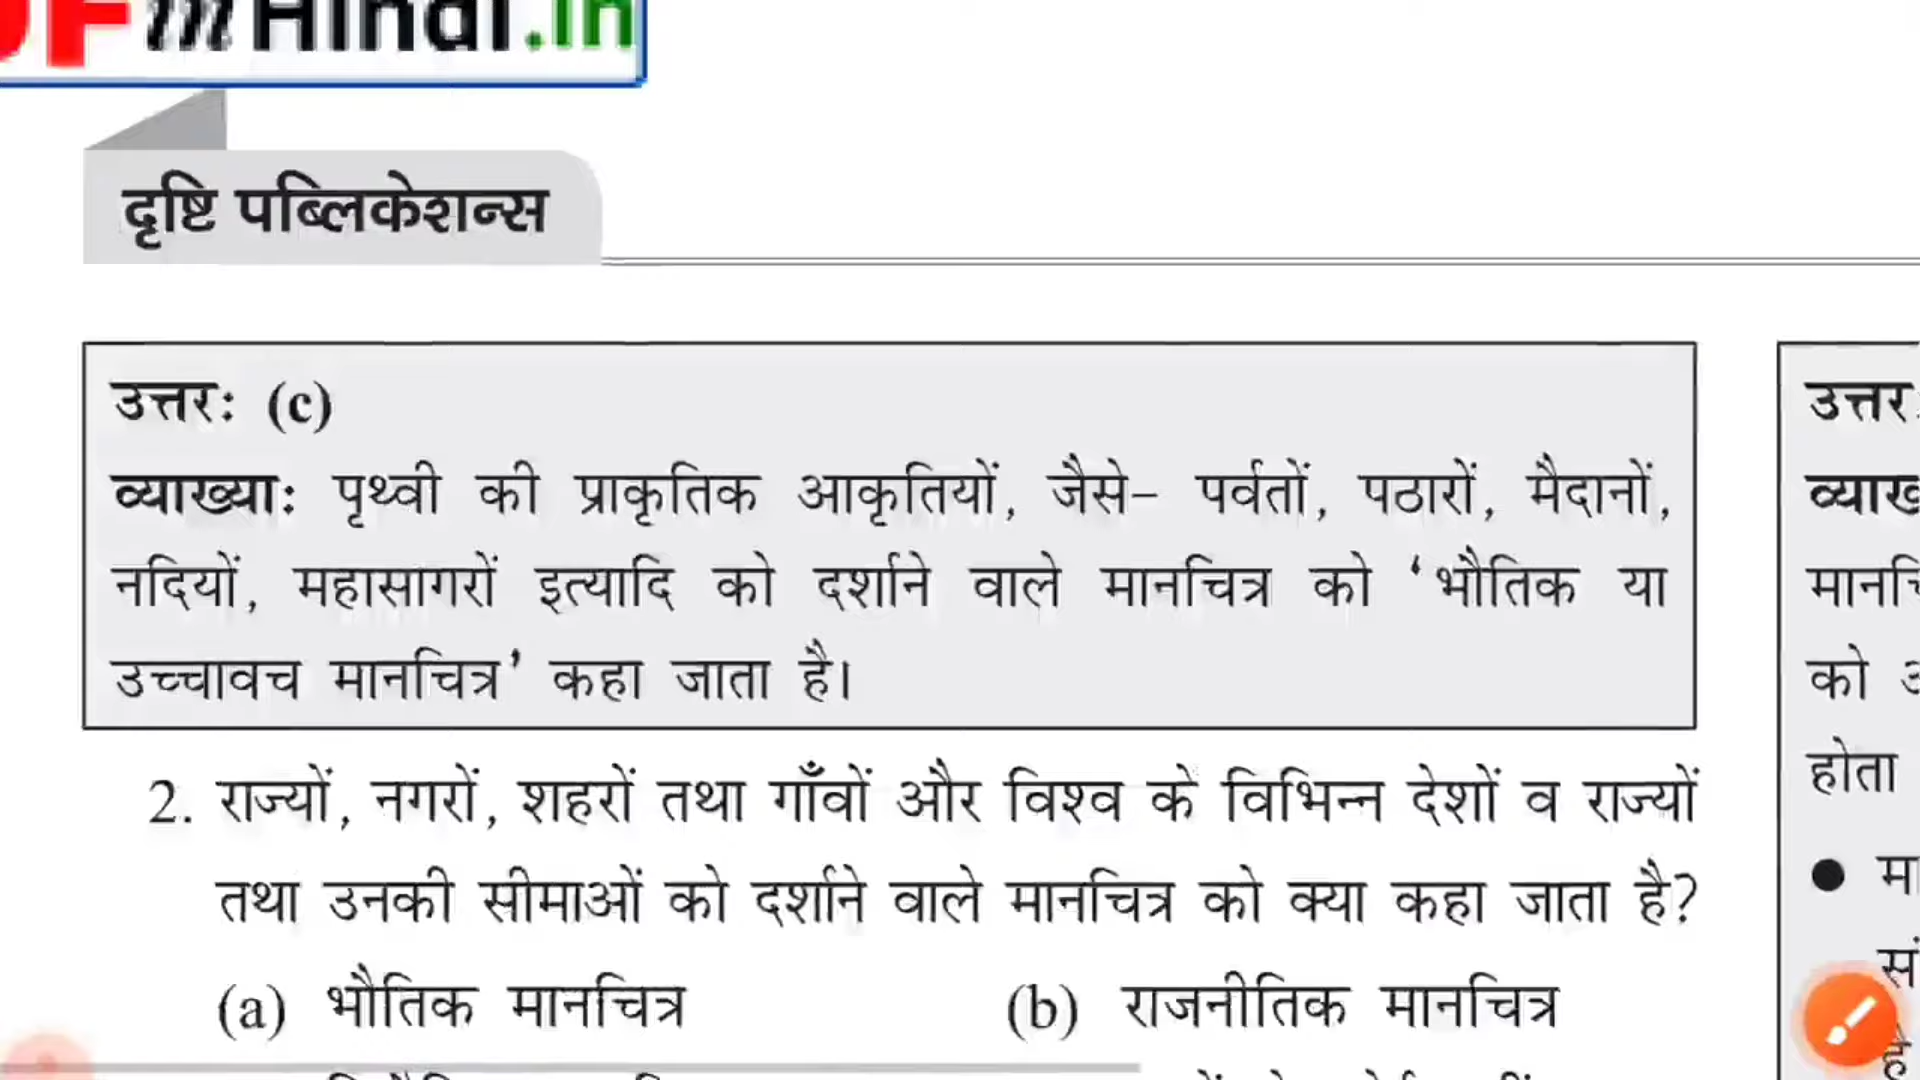 Hindi.in
दृष्टि पब्लिकेशन्स
उत्तरः (c)
व्याख्याः पृथ्वी की प्राकृतिक आकृतियों, जैसे– पर्वतों, पठारों, मैदानों,
नदियों, महासागरों इत्यादि को दर्शाने वाले मानचित्र को ‘भौतिक या
उच्चावच मानचित्र’ कहा जाता है।
2. राज्यों, नगरों, शहरों तथा गाँवों और विश्व के विभिन्न देशों व राज्यों
तथा उनकी सीमाओं को दर्शाने वाले मानचित्र को क्या कहा जाता है?
(a) भौतिक मानचित्र
(b) राजनीतिक मानचित्र
उत्तर
को
होता